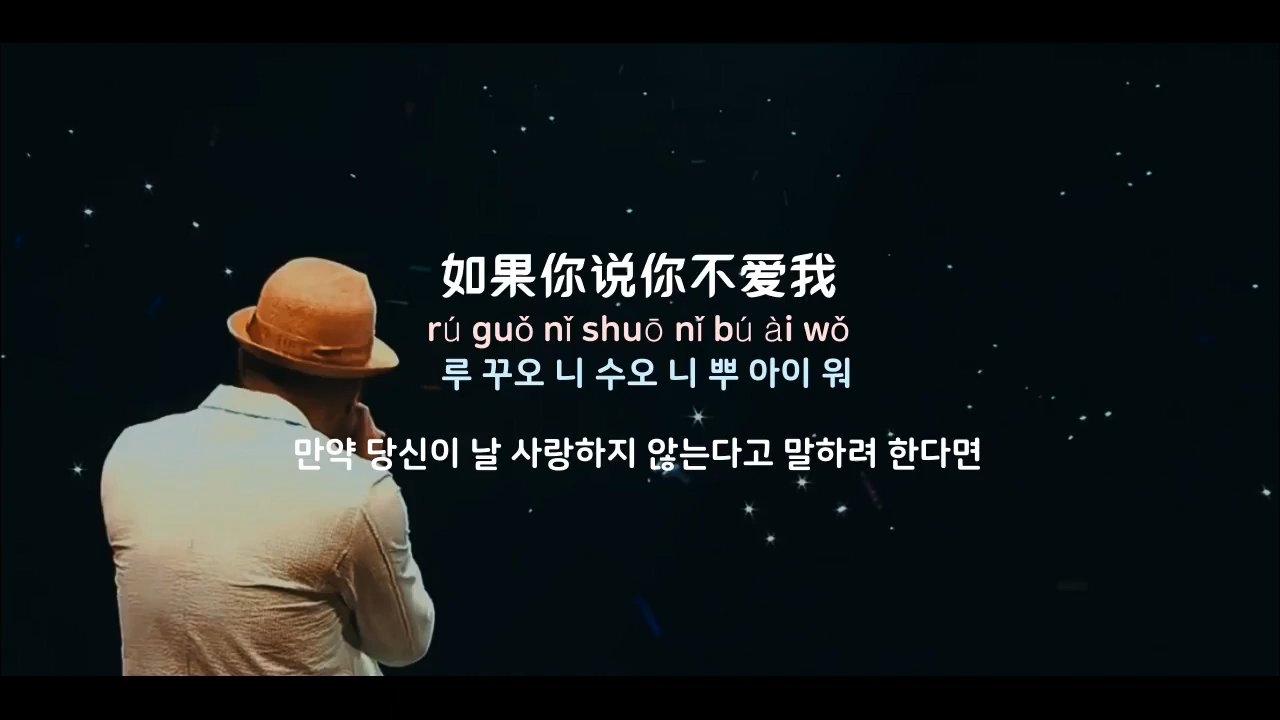 如果你说你不爱我
rú guǒ nǐ shuō nǐ bú ài wǒ
루 꾸오 니 수오 니 뿌 아이 워
만약 당신이 날 사랑하지 않는다고 말하려 한다면